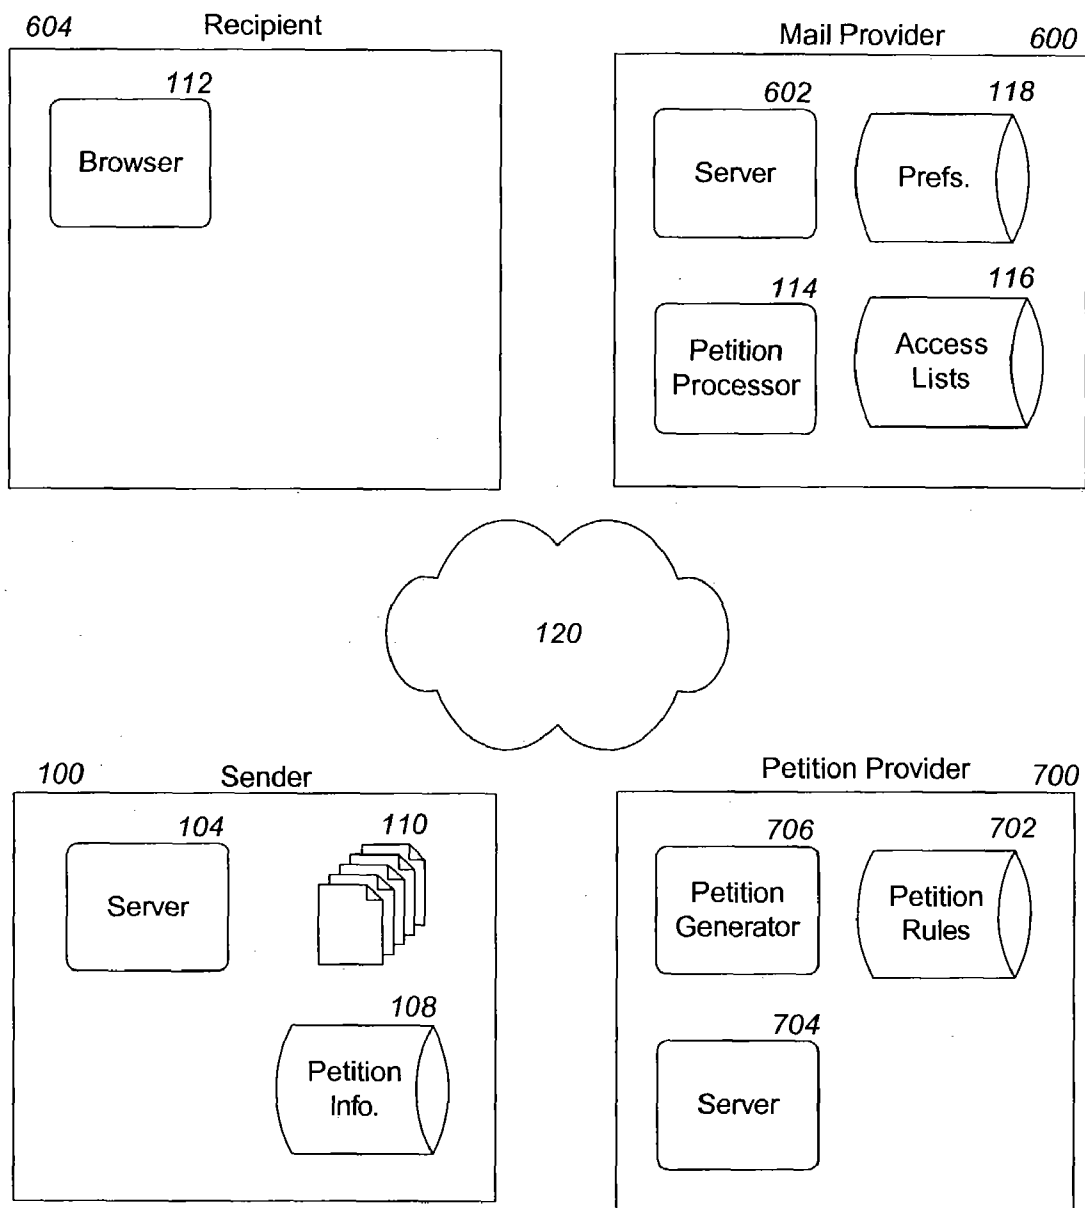 604 Recipient
112
Browser
Mail Provider 600
602
Server
118
Prefs.
114
Petition
Processor
116
Access
Lists
120
100 Sender
104
Server
110
108
Petition
Info.
Petition Provider 700
706
Petition
Generator
702
Petition
Rules
704
Server